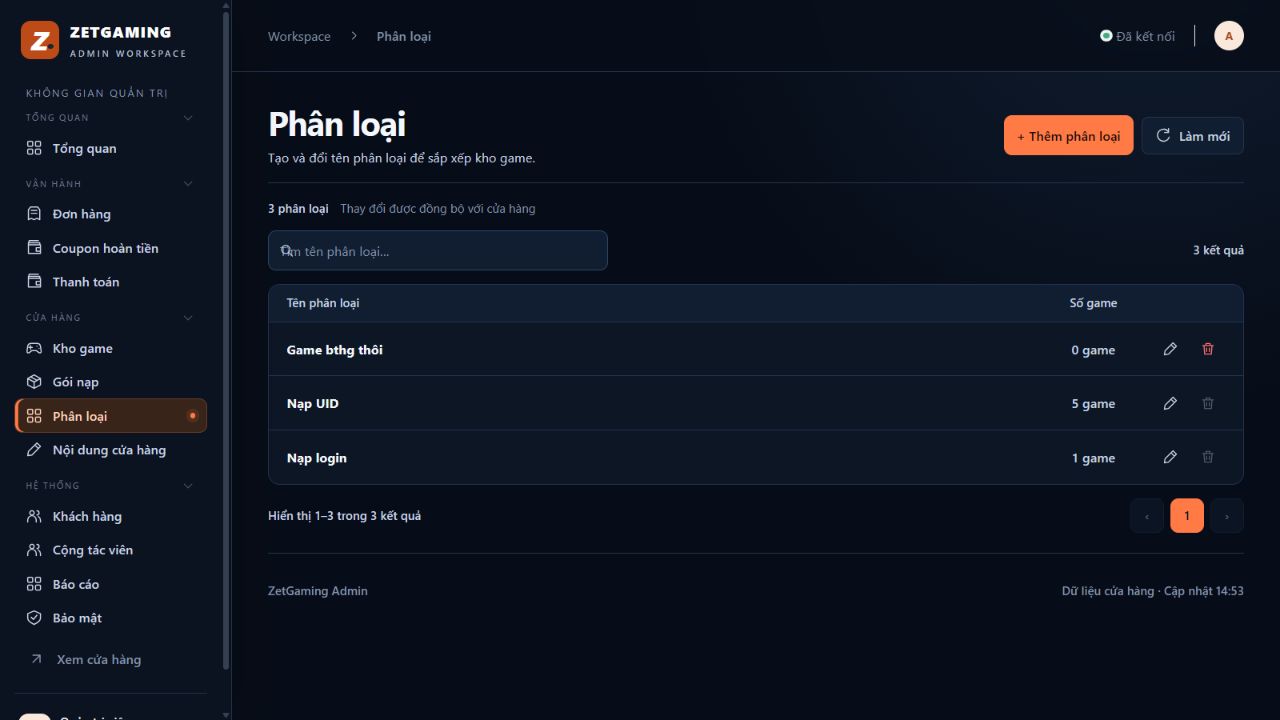 ZETGAMING
ADMIN WORKSPACE
KHÔNG GIAN QUẢN TRỊ
TỔNG QUAN
Tổng quan
VẬN HÀNH
Đơn hàng
Coupon hoàn tiền
Thanh toán
CỬA HÀNG
Kho game
Gói nạp
Phân loại
Nội dung cửa hàng
HỆ THỐNG
Khách hàng
Cộng tác viên
Báo cáo
Bảo mật
Xem cửa hàng
Workspace > Phân loại
Đã kết nối
A
Phân loại
Tạo và đổi tên phân loại để sắp xếp kho game.
+ Thêm phân loại
Làm mới
3 phân loại Thay đổi được đồng bộ với cửa hàng
Tìm tên phân loại...
3 kết quả
Tên phân loại Số game
Game bthg thôi 0 game
Nạp UID 5 game
Nạp login 1 game
Hiển thị 1–3 trong 3 kết quả
‹ 1 ›
ZetGaming Admin
Dữ liệu cửa hàng · Cập nhật 14:53